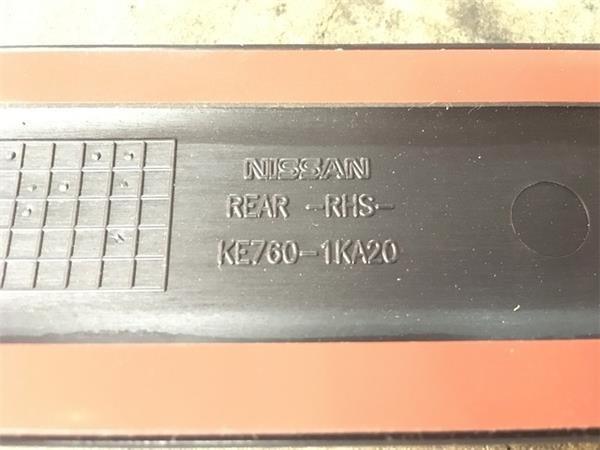 NISSAN
REAR -RHS-
KE760-1KA20